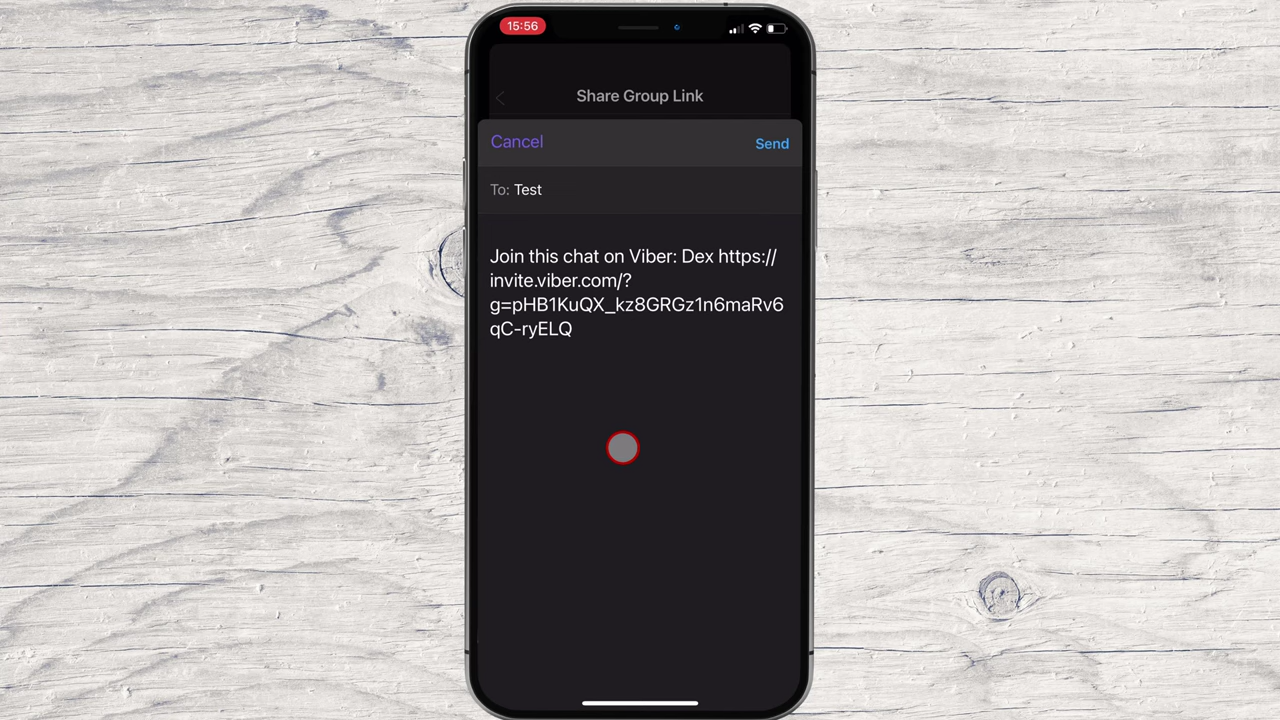 15:56
Share Group Link
Cancel
Send
To: Test
Join this chat on Viber: Dex https://
invite.viber.com/?
g=pHB1KuQX_kz8GRGz1n6maRv6
qC-ryELQ